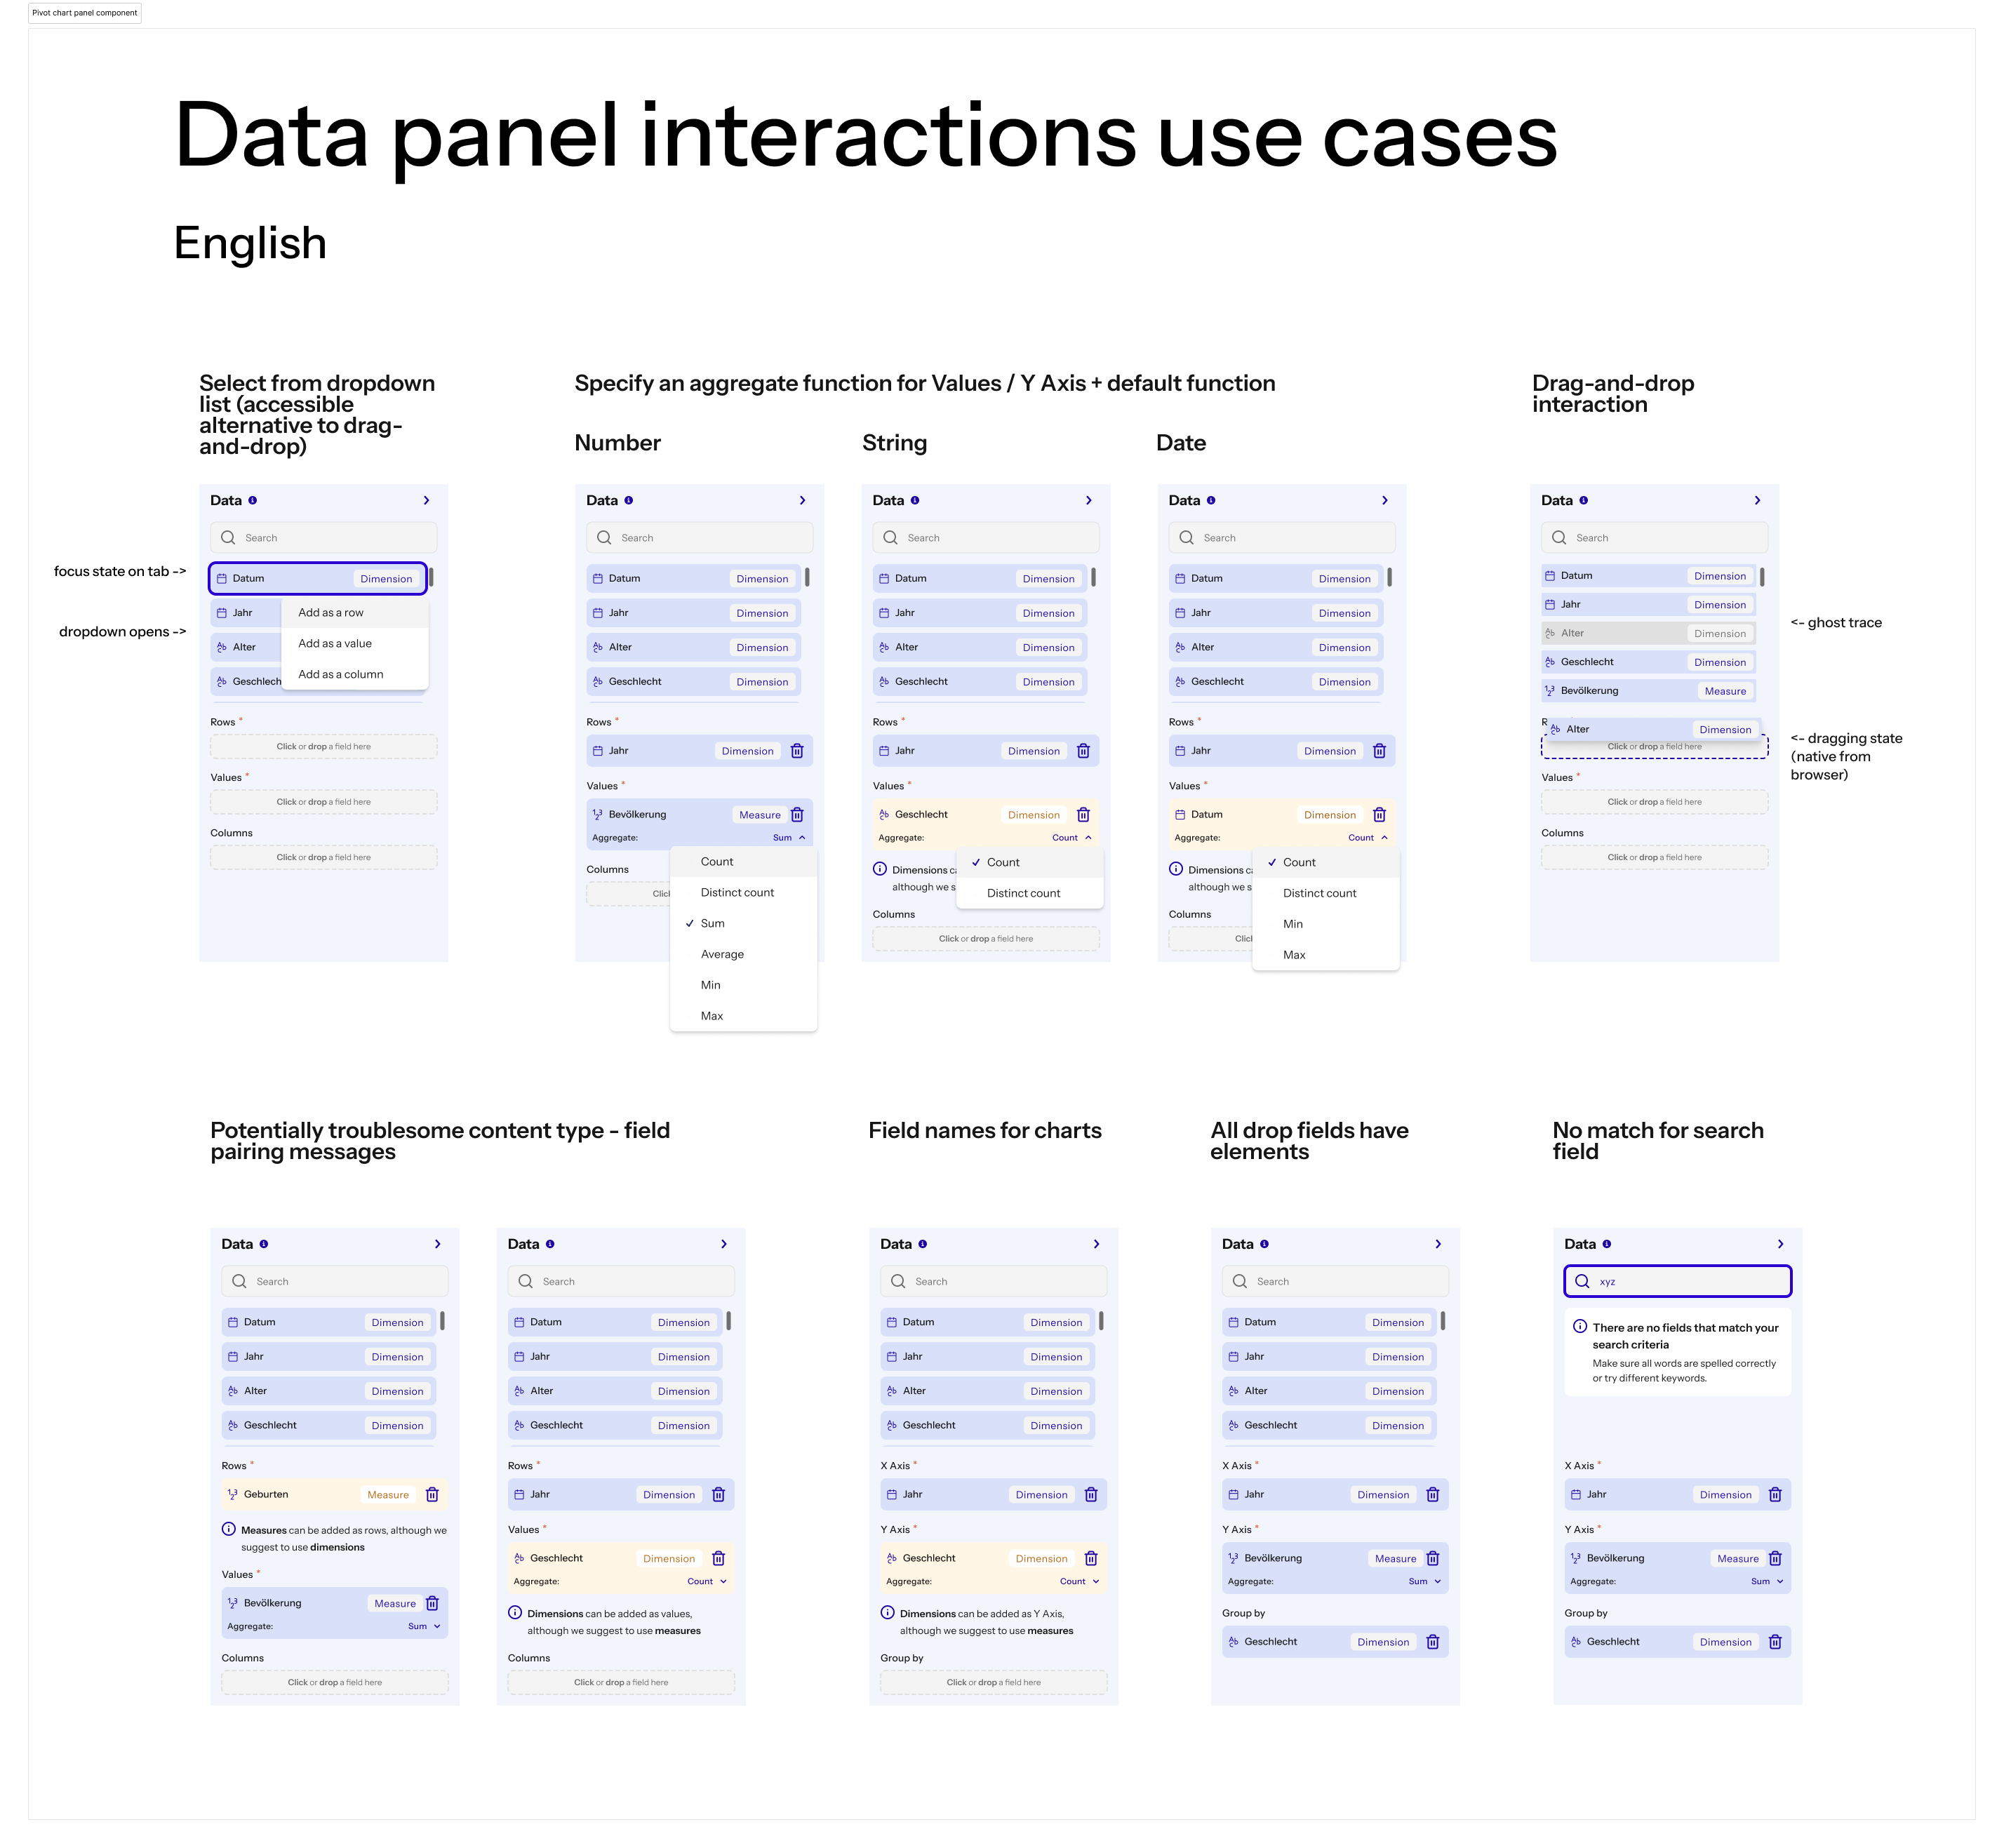 Pivot chart panel component
Data panel interactions use cases
English
Select from dropdown
list (accessible
alternative to drag-
and-drop)
focus state on tab ->
dropdown opens ->
Data
Search
Datum Dimension
Jahr
Alter
Geschlech
Add as a row
Add as a value
Add as a column
Rows *
Click or drop a field here
Values *
Click or drop a field here
Columns
Click or drop a field here
Specify an aggregate function for Values / Y Axis + default function
Number
Data
Search
Datum Dimension
Jahr Dimension
Alter Dimension
Geschlecht Dimension
Rows *
Jahr Dimension
Values *
Bevölkerung Measure
Aggregate: Sum
Columns
Clic
Count
Distinct count
Sum
Average
Min
Max
String
Data
Search
Datum Dimension
Jahr Dimension
Alter Dimension
Geschlecht Dimension
Rows *
Jahr Dimension
Values *
Geschlecht Dimension
Aggregate: Count
Dimensions ca
although we s
Count
Distinct count
Columns
Click or drop a field here
Date
Data
Search
Datum Dimension
Jahr Dimension
Alter Dimension
Geschlecht Dimension
Rows *
Jahr Dimension
Values *
Datum Dimension
Aggregate: Count
Dimensions ca
although we s
Columns
Clic
Count
Distinct count
Min
Max
Drag-and-drop
interaction
Data
Search
Datum Dimension
Jahr Dimension
Alter Dimension
Geschlecht Dimension
Bevölkerung Measure
R
Alter Dimension
Click or drop a field here
Values *
Click or drop a field here
Columns
Click or drop a field here
<- ghost trace
<- dragging state
(native from
browser)
Potentially troublesome content type - field
pairing messages
Data
Search
Datum Dimension
Jahr Dimension
Alter Dimension
Geschlecht Dimension
Rows *
Geburten Measure
Measures can be added as rows, although we
suggest to use dimensions
Values *
Bevölkerung Measure
Aggregate: Sum
Columns
Click or drop a field here
Data
Search
Datum Dimension
Jahr Dimension
Alter Dimension
Geschlecht Dimension
Rows *
Jahr Dimension
Values *
Geschlecht Dimension
Aggregate: Count
Dimensions can be added as values,
although we suggest to use measures
Columns
Click or drop a field here
Field names for charts
Data
Search
Datum Dimension
Jahr Dimension
Alter Dimension
Geschlecht Dimension
X Axis *
Jahr Dimension
Y Axis *
Geschlecht Dimension
Aggregate: Count
Dimensions can be added as Y Axis,
although we suggest to use measures
Group by
Click or drop a field here
All drop fields have
elements
Data
Search
Datum Dimension
Jahr Dimension
Alter Dimension
Geschlecht Dimension
X Axis *
Jahr Dimension
Y Axis *
Bevölkerung Measure
Aggregate: Sum
Group by
Geschlecht Dimension
No match for search
field
Data
xyz
There are no fields that match your
search criteria
Make sure all words are spelled correctly
or try different keywords.
X Axis *
Jahr Dimension
Y Axis *
Bevölkerung Measure
Aggregate: Sum
Group by
Geschlecht Dimension